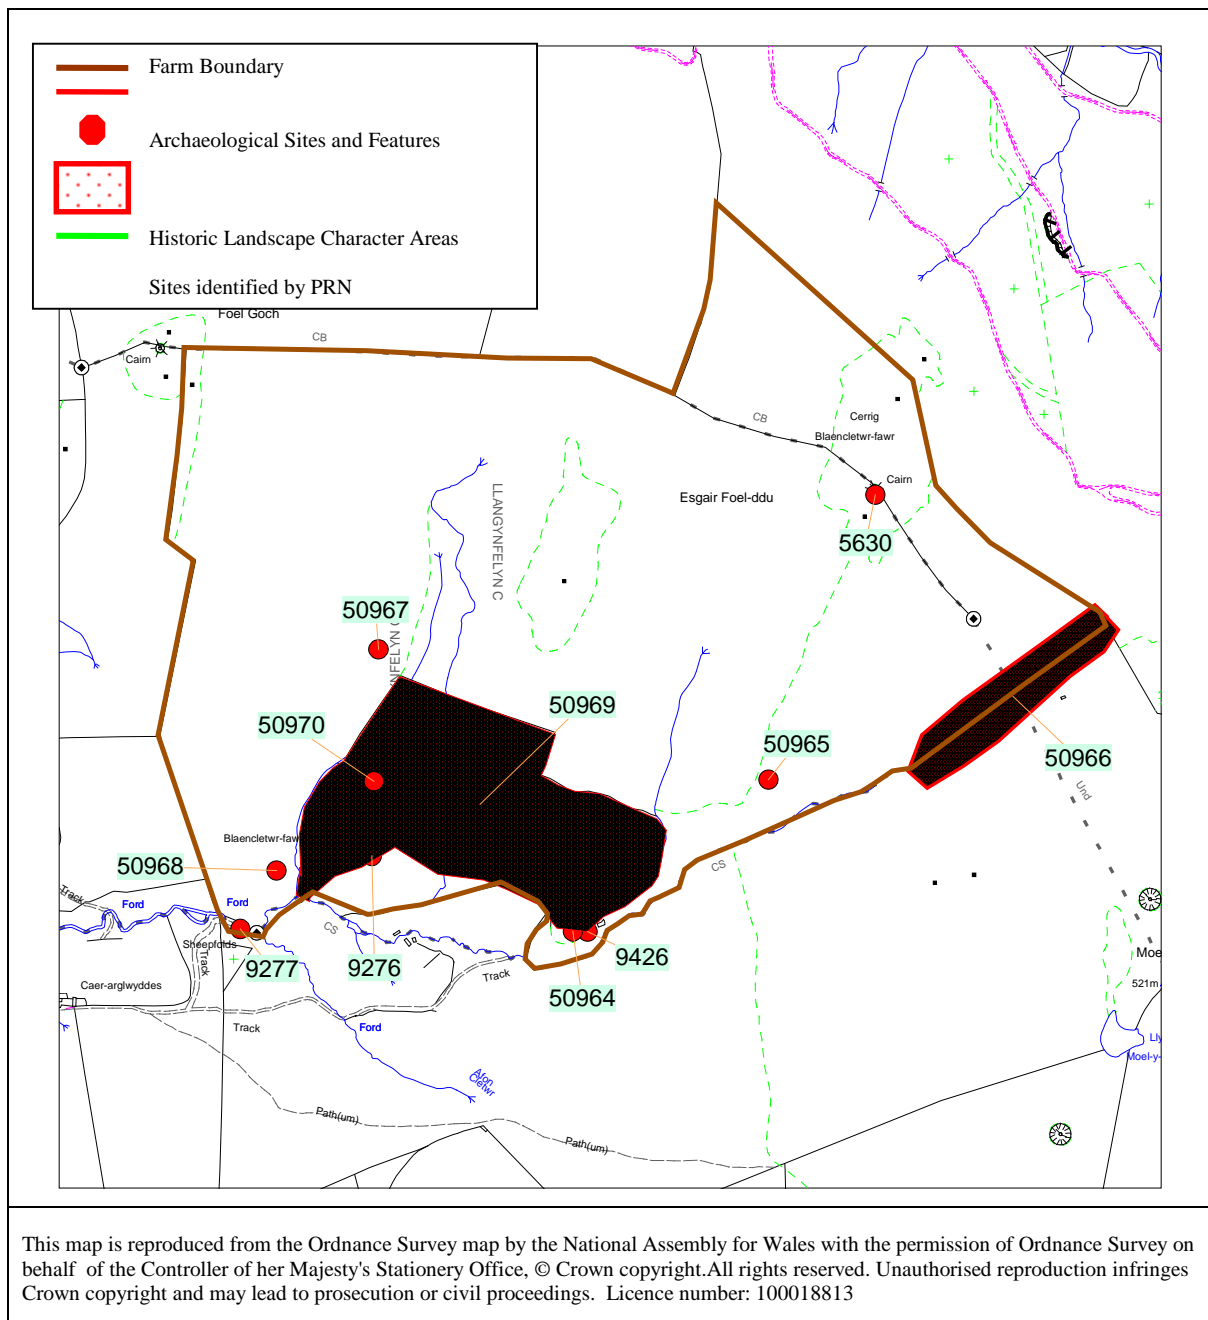 Farm Boundary
Archaeological Sites and Features
Historic Landscape Character Areas
Sites identified by PRN
Foel Goch
CB
Cairn
CB
Cerrig
Blaencletwr-fawr
Cairn
Esgair Foel-ddu
5630
LLANGYNFELYN C
50967
50969
50970
50965
50966
Und
Blaencletwr-faw
50968
CS
Track
Ford
Ford
CS
Sheepfolds
Track
9277
9276
9426
50964
Track
Caer-arglwyddes
Track
Ford
Moe
521m
Lly
Moel-y-
Afon
Cletwr
Path(um)
Path(um)
This map is reproduced from the Ordnance Survey map by the National Assembly for Wales with the permission of Ordnance Survey on
behalf of the Controller of her Majesty's Stationery Office, © Crown copyright.All rights reserved. Unauthorised reproduction infringes
Crown copyright and may lead to prosecution or civil proceedings. Licence number: 100018813